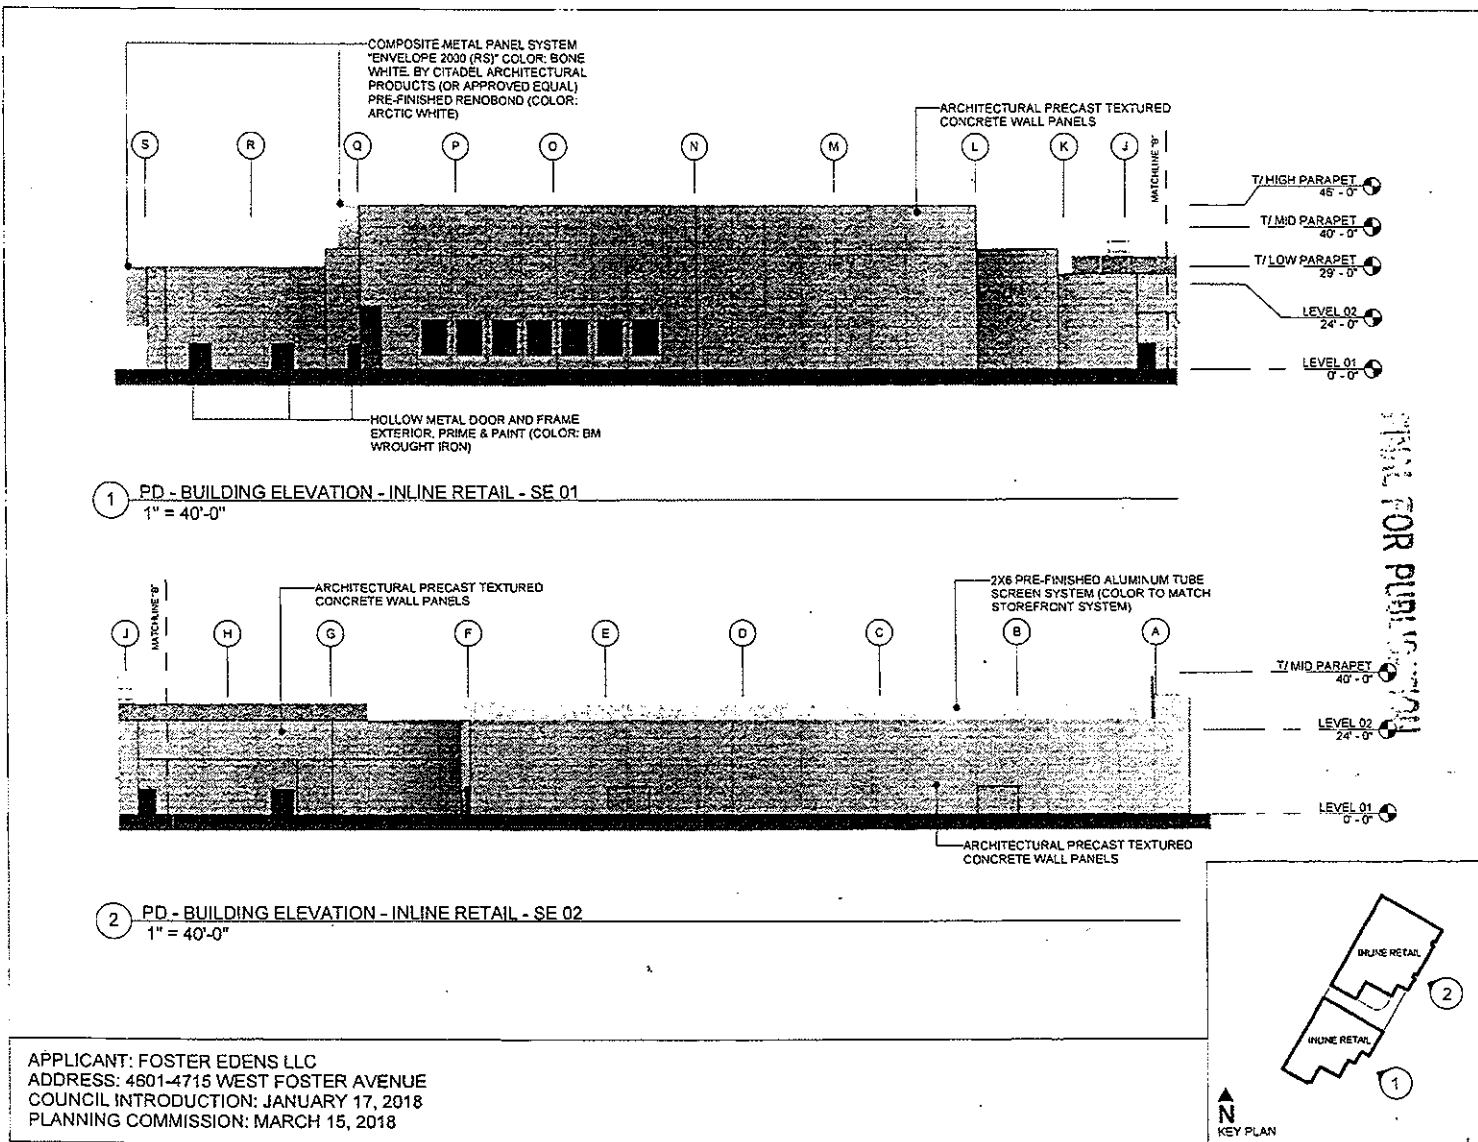 COMPOSITE METAL PANEL SYSTEM
"ENVELOPE 2000 (RS)" COLOR: BONE
WHITE. BY CITADEL ARCHITECTURAL
PRODUCTS (OR APPROVED EQUAL)
PRE-FINISHED RENOBOND (COLOR:
ARCTIC WHITE)
ARCHITECTURAL PRECAST TEXTURED
CONCRETE WALL PANELS
S R Q P O N M L K J
MATCHLINE "B"
T/ HIGH PARAPET
46' - 0"
T/ MID PARAPET
40' - 0"
T/ LOW PARAPET
29' - 0"
LEVEL 02
24' - 0"
LEVEL 01
0' - 0"
HOLLOW METAL DOOR AND FRAME
EXTERIOR, PRIME & PAINT (COLOR: BM
WROUGHT IRON)
1 PD - BUILDING ELEVATION - INLINE RETAIL - SE 01
1" = 40'-0"
FOR
ARCHITECTURAL PRECAST TEXTURED
CONCRETE WALL PANELS
2X6 PRE-FINISHED ALUMINUM TUBE
SCREEN SYSTEM (COLOR TO MATCH
STOREFRONT SYSTEM)
J
MATCHLINE "B"
H G F E D C B A
T/ MID PARAPET
40' - 0"
LEVEL 02
24' - 0"
LEVEL 01
0' - 0"
ARCHITECTURAL PRECAST TEXTURED
CONCRETE WALL PANELS
2 PD - BUILDING ELEVATION - INLINE RETAIL - SE 02
1" = 40'-0"
INLINE RETAIL
2
INLINE RETAIL
1
N
KEY PLAN
APPLICANT: FOSTER EDENS LLC
ADDRESS: 4601-4715 WEST FOSTER AVENUE
COUNCIL INTRODUCTION: JANUARY 17, 2018
PLANNING COMMISSION: MARCH 15, 2018